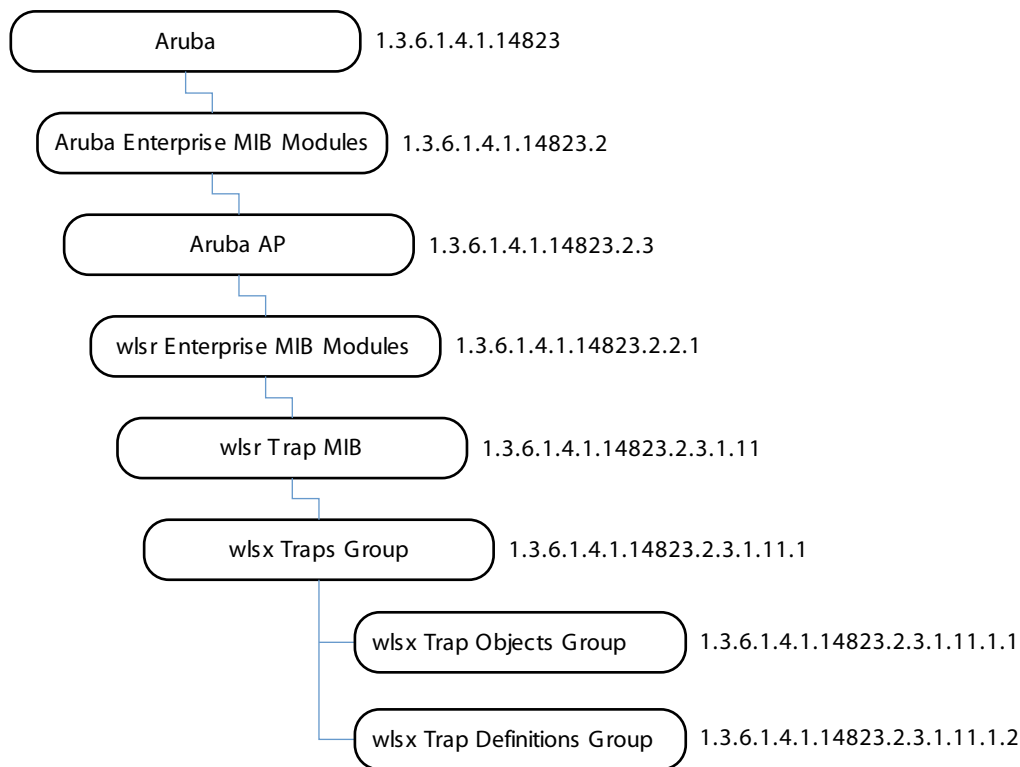 Aruba 1.3.6.1.4.1.14823
Aruba Enterprise MIB Modules 1.3.6.1.4.1.14823.2
Aruba AP 1.3.6.1.4.1.14823.2.3
wlsr Enterprise MIB Modules 1.3.6.1.4.1.14823.2.2.1
wlsr Trap MIB 1.3.6.1.4.1.14823.2.3.1.11
wlsx Traps Group 1.3.6.1.4.1.14823.2.3.1.11.1
wlsx Trap Objects Group 1.3.6.1.4.1.14823.2.3.1.11.1.1
wlsx Trap Definitions Group 1.3.6.1.4.1.14823.2.3.1.11.1.2